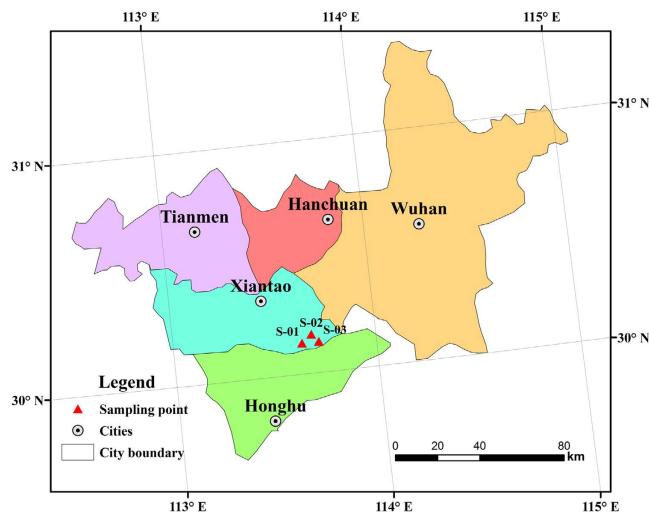 113° E
114° E
115° E
31° N
31° N
Hanchuan
Tianmen
Wuhan
Xiantao
S-02
S-01
S-03
30° N
Legend
30° N
Sampling point
Honghu
Cities
0 20 40 80
City boundary
km
113° E
114° E
115° E